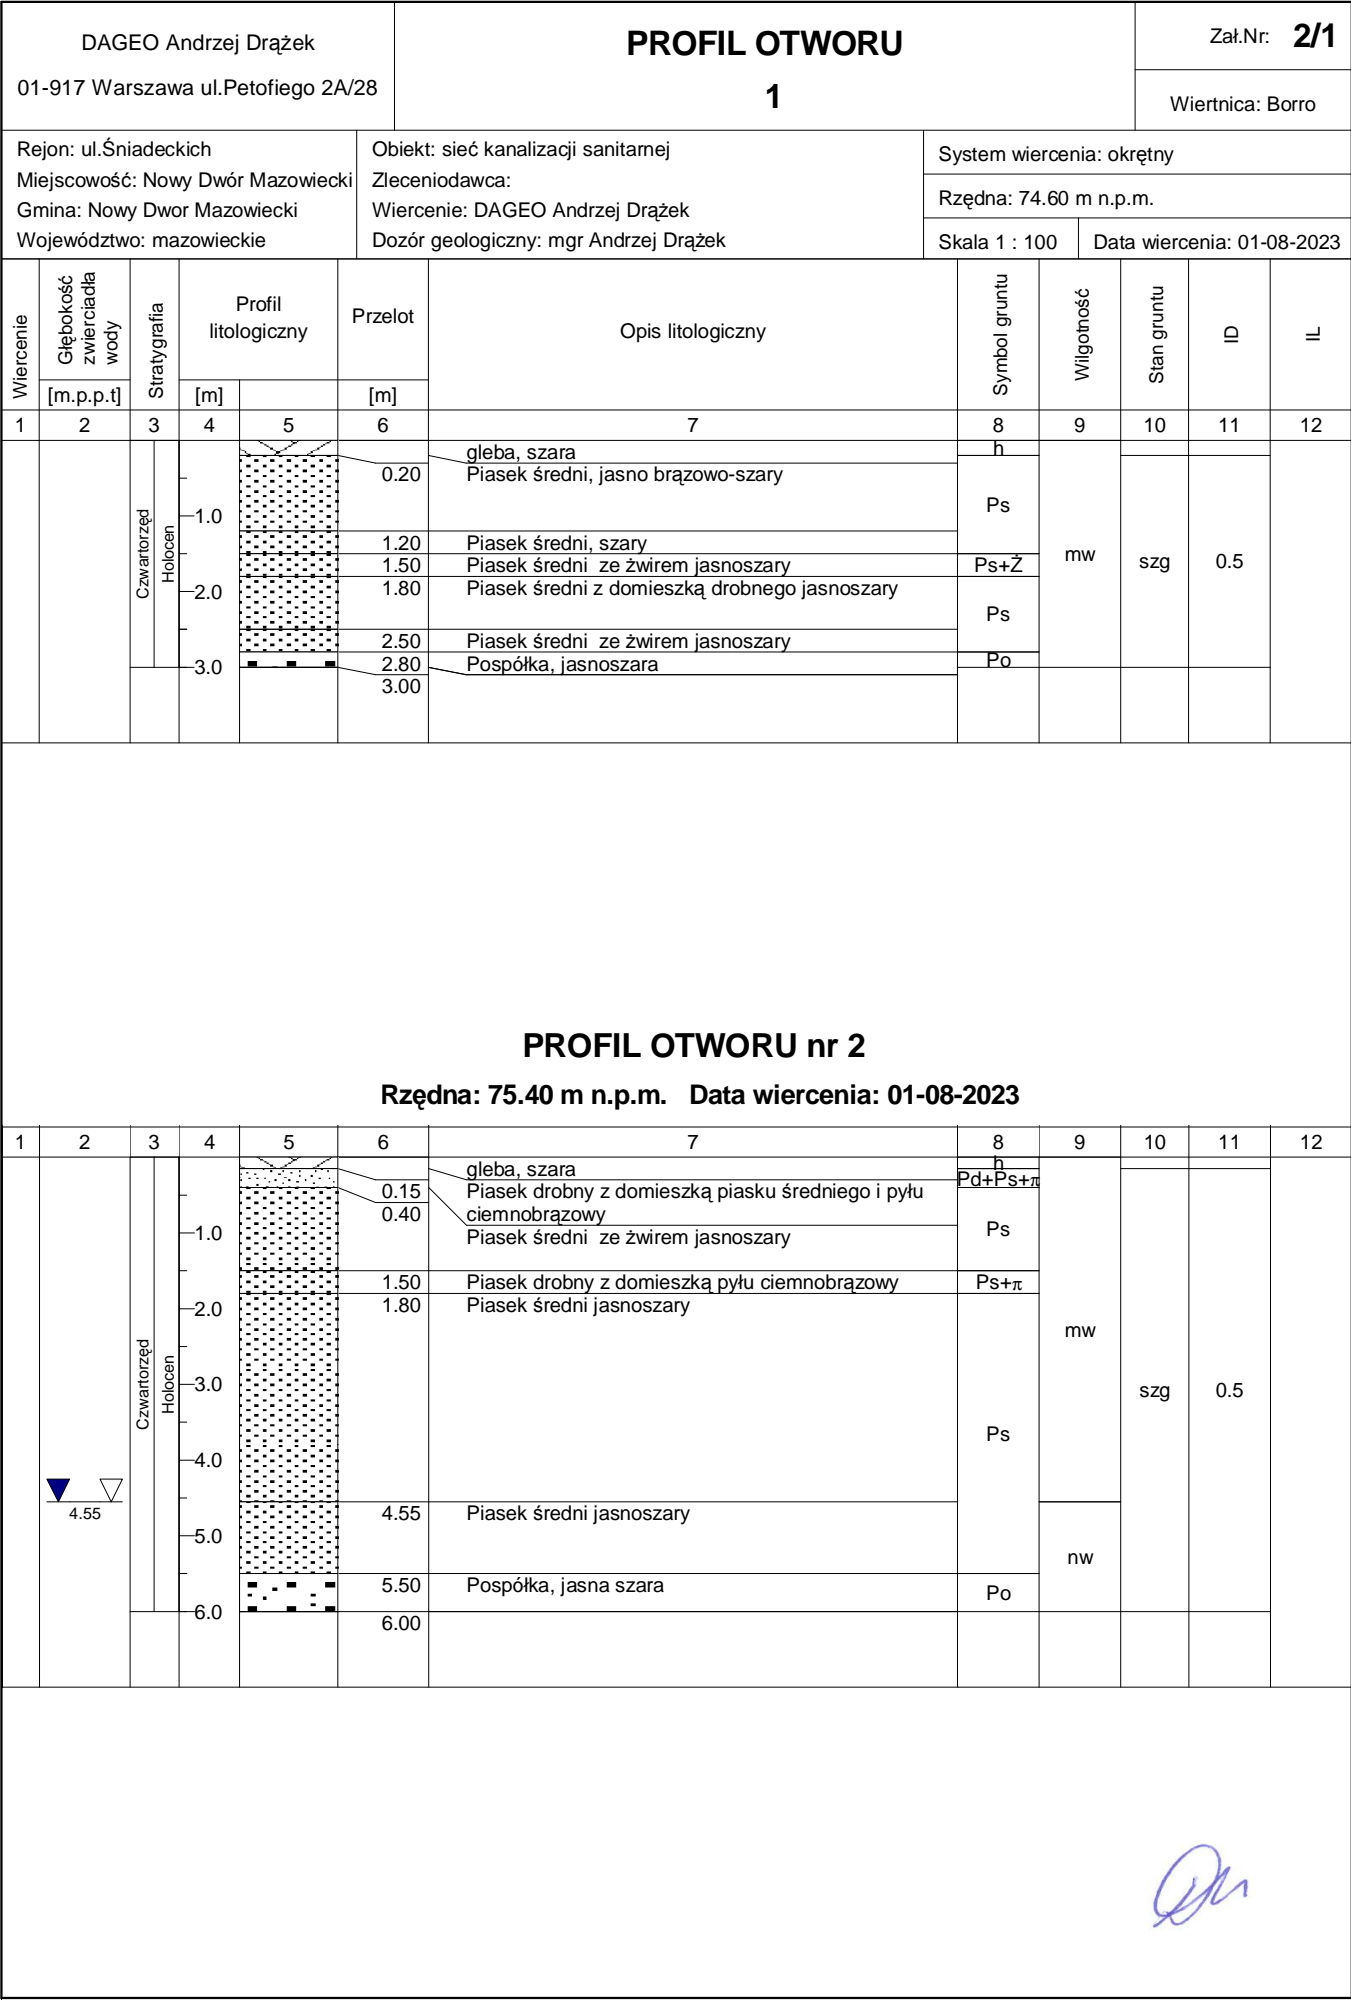 DAGEO Andrzej Drążek
01-917 Warszawa ul.Petofiego 2A/28
PROFIL OTWORU
1
Zał.Nr: 2/1
Wiertnica: Borro
Rejon: ul.Śniadeckich
Miejscowość: Nowy Dwór Mazowiecki
Gmina: Nowy Dwor Mazowiecki
Województwo: mazowieckie
Obiekt: sieć kanalizacji sanitarnej
Zleceniodawca:
Wiercenie: DAGEO Andrzej Drążek
Dozór geologiczny: mgr Andrzej Drążek
System wiercenia: okrętny
Rzędna: 74.60 m n.p.m.
Skala 1 : 100 Data wiercenia: 01-08-2023
Wiercenie
Głębokość
zwierciadła
wody
[m.p.p.t]
Stratygrafia
Profil
litologiczny
[m]
Przelot
[m]
Opis litologiczny
Symbol gruntu
Wilgotność
Stan gruntu
ID
IL
1 2 3 4 5 6 7 8 9 10 11 12
Czwartorzęd
Holocen
1.0
2.0
3.0
gleba, szara h
0.20 Piasek średni, jasno brązowo-szary
Ps
1.20 Piasek średni, szary
1.50 Piasek średni ze żwirem jasnoszary Ps+Ż
mw szg 0.5
1.80 Piasek średni z domieszką drobnego jasnoszary
Ps
2.50 Piasek średni ze żwirem jasnoszary
2.80 Pospółka, jasnoszara Po
3.00
PROFIL OTWORU nr 2
Rzędna: 75.40 m n.p.m. Data wiercenia: 01-08-2023
1 2 3 4 5 6 7 8 9 10 11 12
Czwartorzęd
Holocen
1.0
2.0
3.0
4.0
5.0
6.0
gleba, szara h
0.15 Piasek drobny z domieszką piasku średniego i pyłu Pd+Ps+π
0.40 ciemnobrązowy
Piasek średni ze żwirem jasnoszary Ps
1.50 Piasek drobny z domieszką pyłu ciemnobrązowy Ps+π
1.80 Piasek średni jasnoszary
mw
szg 0.5
Ps
4.55
4.55 Piasek średni jasnoszary
nw
5.50 Pospółka, jasna szara Po
6.00